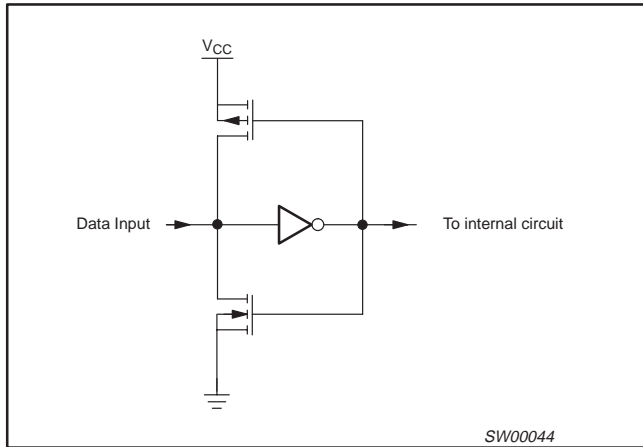 VCC
Data Input
To internal circuit
SW00044